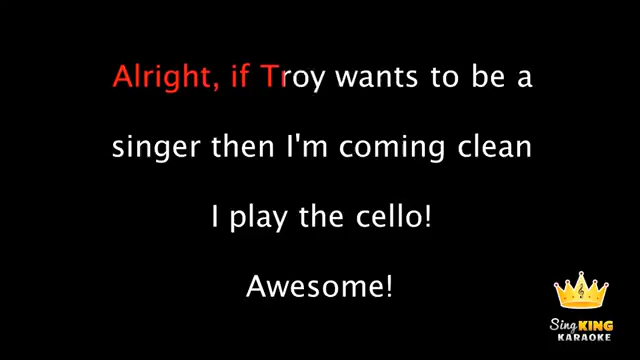 Alright, if Troy wants to be a
singer then I'm coming clean
I play the cello!
Awesome!
Sing KING
KARAOKE